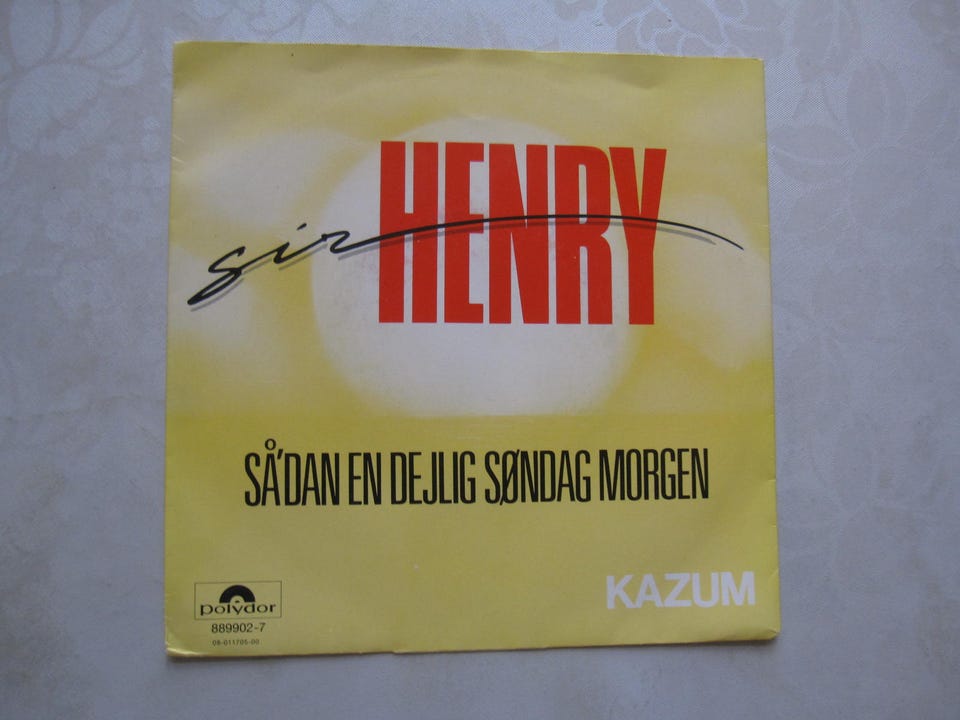 sir HENRY
SÅ'DAN EN DEJLIG SØNDAG MORGEN
KAZUM
polydor
889902-7
08-011705-00